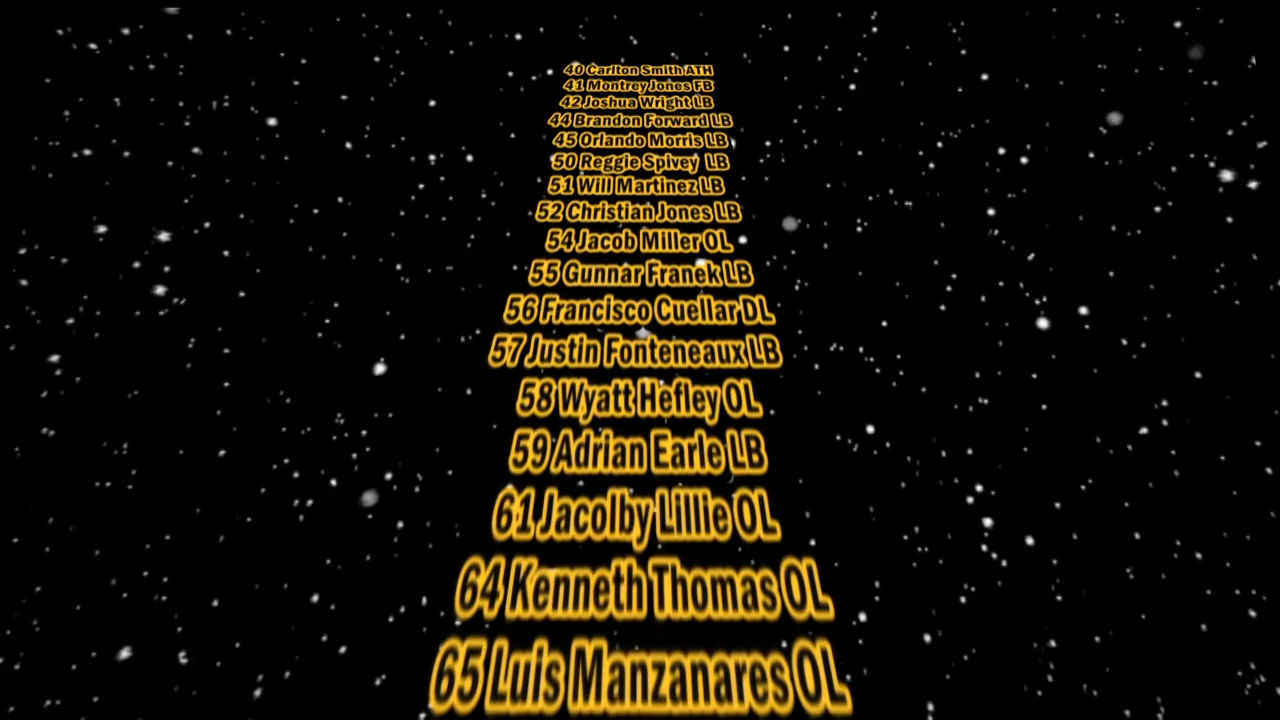 40 Carlton Smith ATH
41 Montrey Jones FB
42 Joshua Wright LB
44 Brandon Forward LB
45 Orlando Morris LB
50 Reggie Spivey LB
51 Will Martinez LB
52 Christian Jones LB
54 Jacob Miller OL
55 Gunnar Franek LB
56 Francisco Cuellar DL
57 Justin Fonteneaux LB
58 Wyatt Hefley OL
59 Adrian Earle LB
61 Jacolby Lillie OL
64 Kenneth Thomas OL
65 Luis Manzanares OL